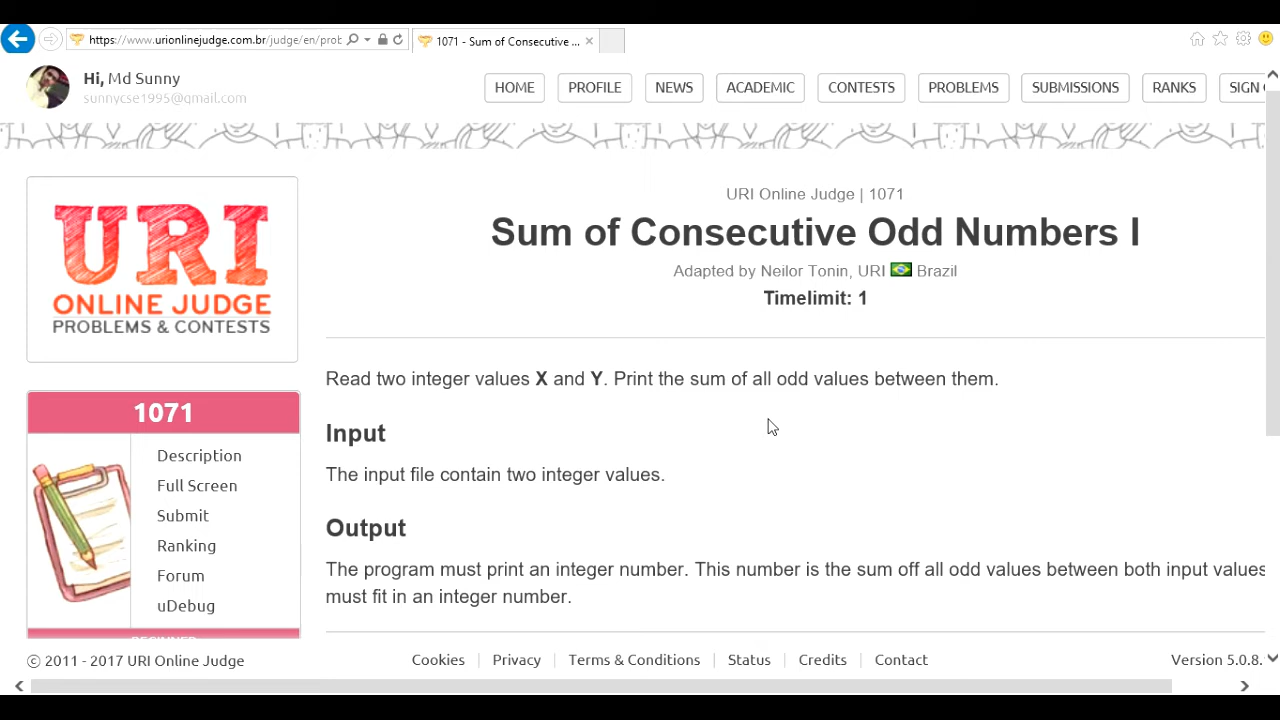 https://www.urionlinejudge.com.br/judge/en/prob
1071 - Sum of Consecutive ...
Hi, Md Sunny
sunnycse1995@gmail.com
HOME
PROFILE
NEWS
ACADEMIC
CONTESTS
PROBLEMS
SUBMISSIONS
RANKS
SIGN
URI
ONLINE JUDGE
PROBLEMS & CONTESTS
URI Online Judge | 1071
Sum of Consecutive Odd Numbers I
Adapted by Neilor Tonin, URI Brazil
Timelimit: 1
1071
Description
Full Screen
Submit
Ranking
Forum
uDebug
Read two integer values X and Y. Print the sum of all odd values between them.
Input
The input file contain two integer values.
Output
The program must print an integer number. This number is the sum off all odd values between both input values
must fit in an integer number.
© 2011 - 2017 URI Online Judge
Cookies
Privacy
Terms & Conditions
Status
Credits
Contact
Version 5.0.8.